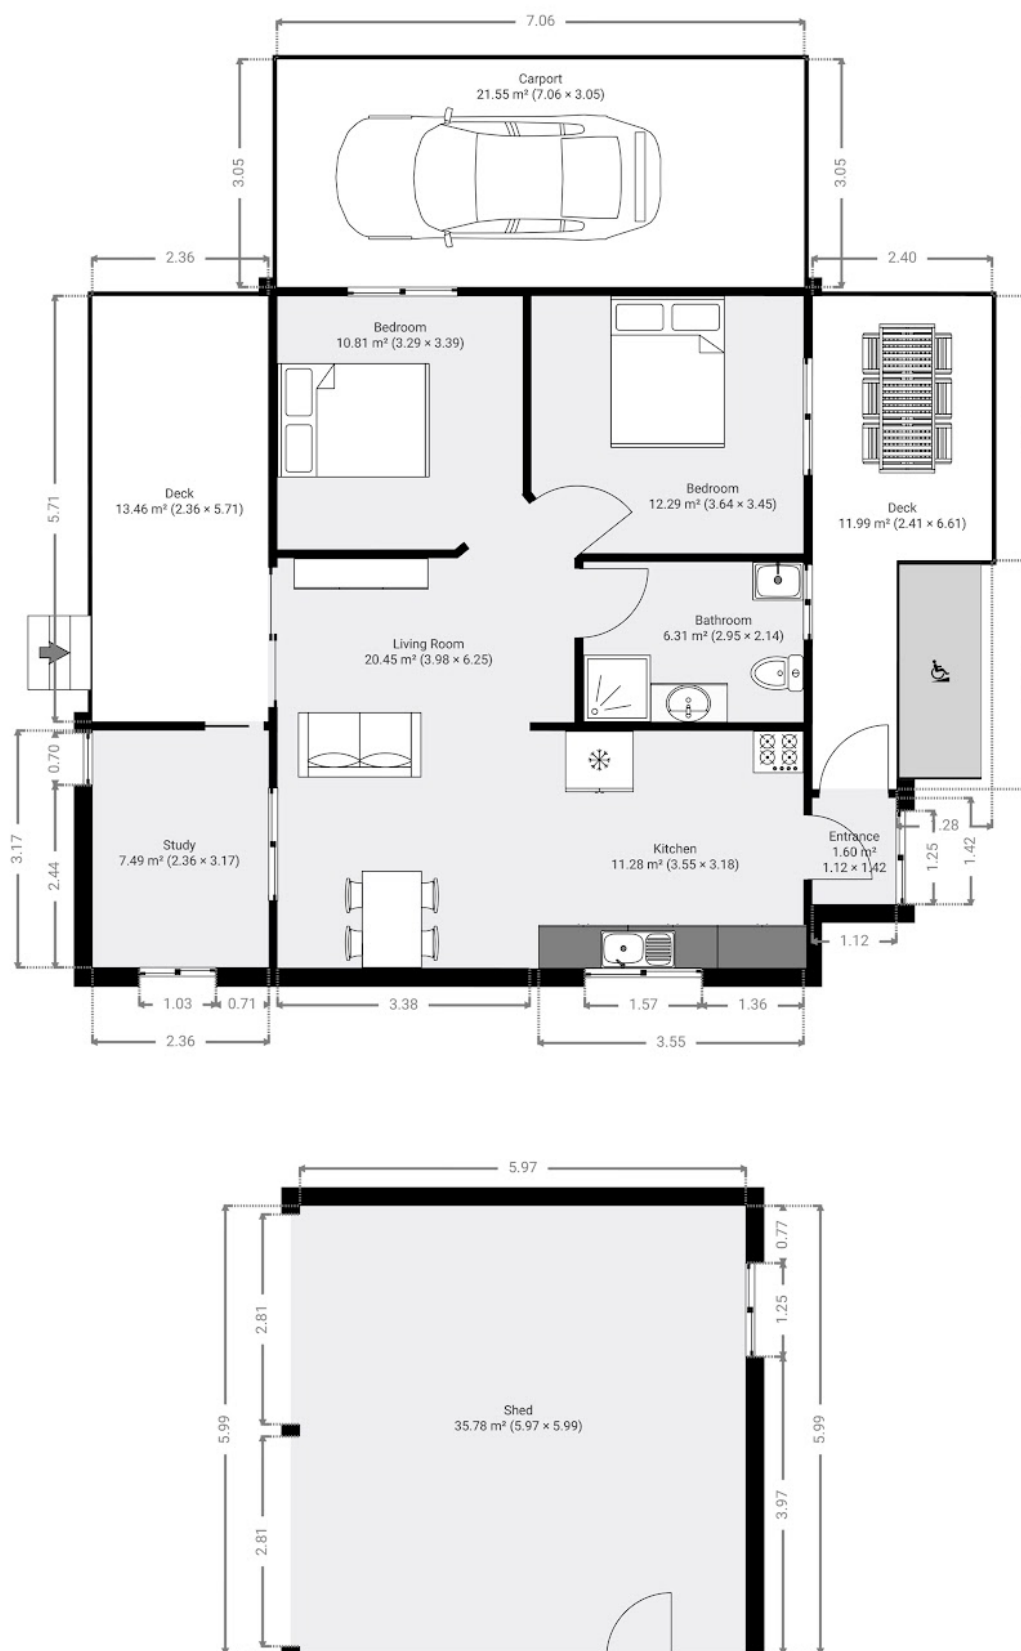 7.06
Carport
21.55 m² (7.06 × 3.05)
3.05
3.05
2.36
2.40
Bedroom
10.81 m² (3.29 × 3.39)
Bedroom
12.29 m² (3.64 × 3.45)
Deck
13.46 m² (2.36 × 5.71)
5.71
Deck
11.99 m² (2.41 × 6.61)
Bathroom
6.31 m² (2.95 × 2.14)
Living Room
20.45 m² (3.98 × 6.25)
0.70
3.17
2.44
Study
7.49 m² (2.36 × 3.17)
Kitchen
11.28 m² (3.55 × 3.18)
Entrance
1.60 m²
1.12 × 1.42
.28
1.25
1.42
1.12
1.03
0.71
3.38
1.57
1.36
2.36
3.55
5.97
0.77
2.81
1.25
5.99
Shed
35.78 m² (5.97 × 5.99)
5.99
3.97
2.81